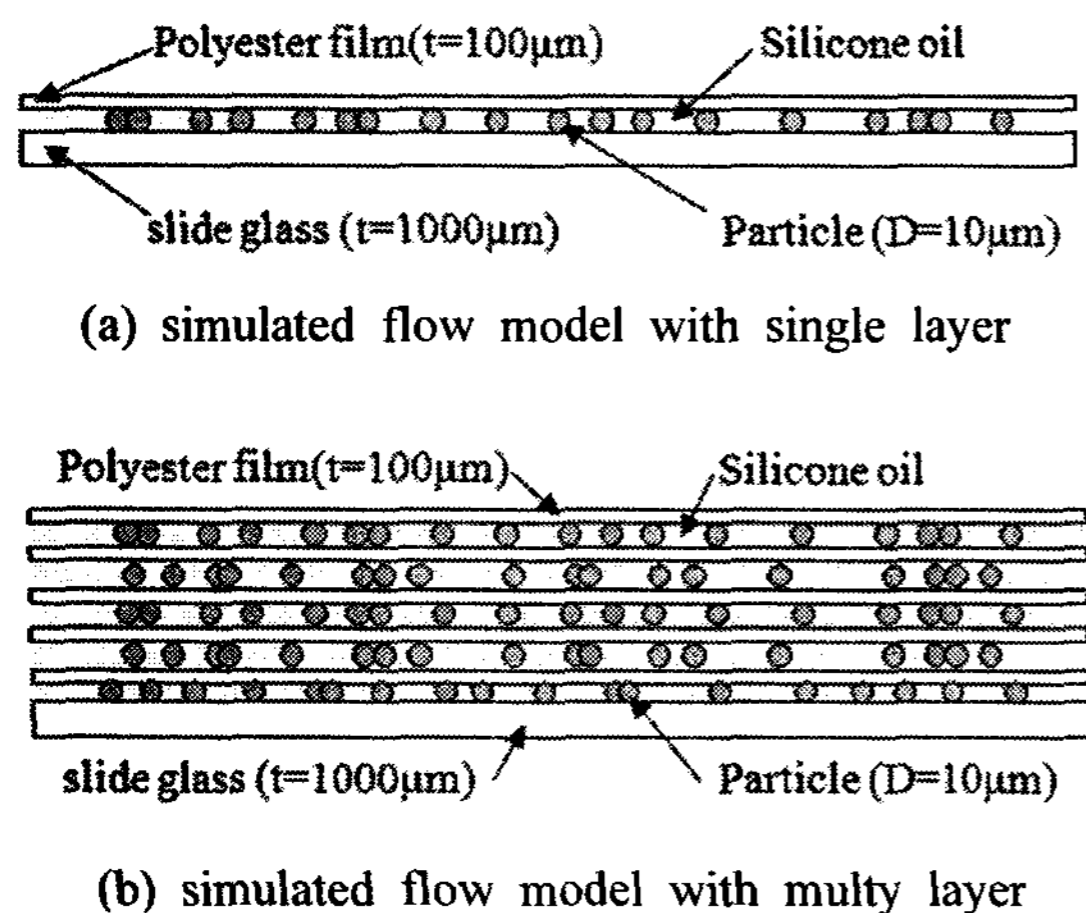 Polyester film(t=100μm)
Silicone oil
slide glass (t=1000μm)
Particle (D=10μm)
(a) simulated flow model with single layer
Polyester film(t=100μm)
Silicone oil
slide glass (t=1000μm)
Particle (D=10μm)
(b) simulated flow model with multy layer